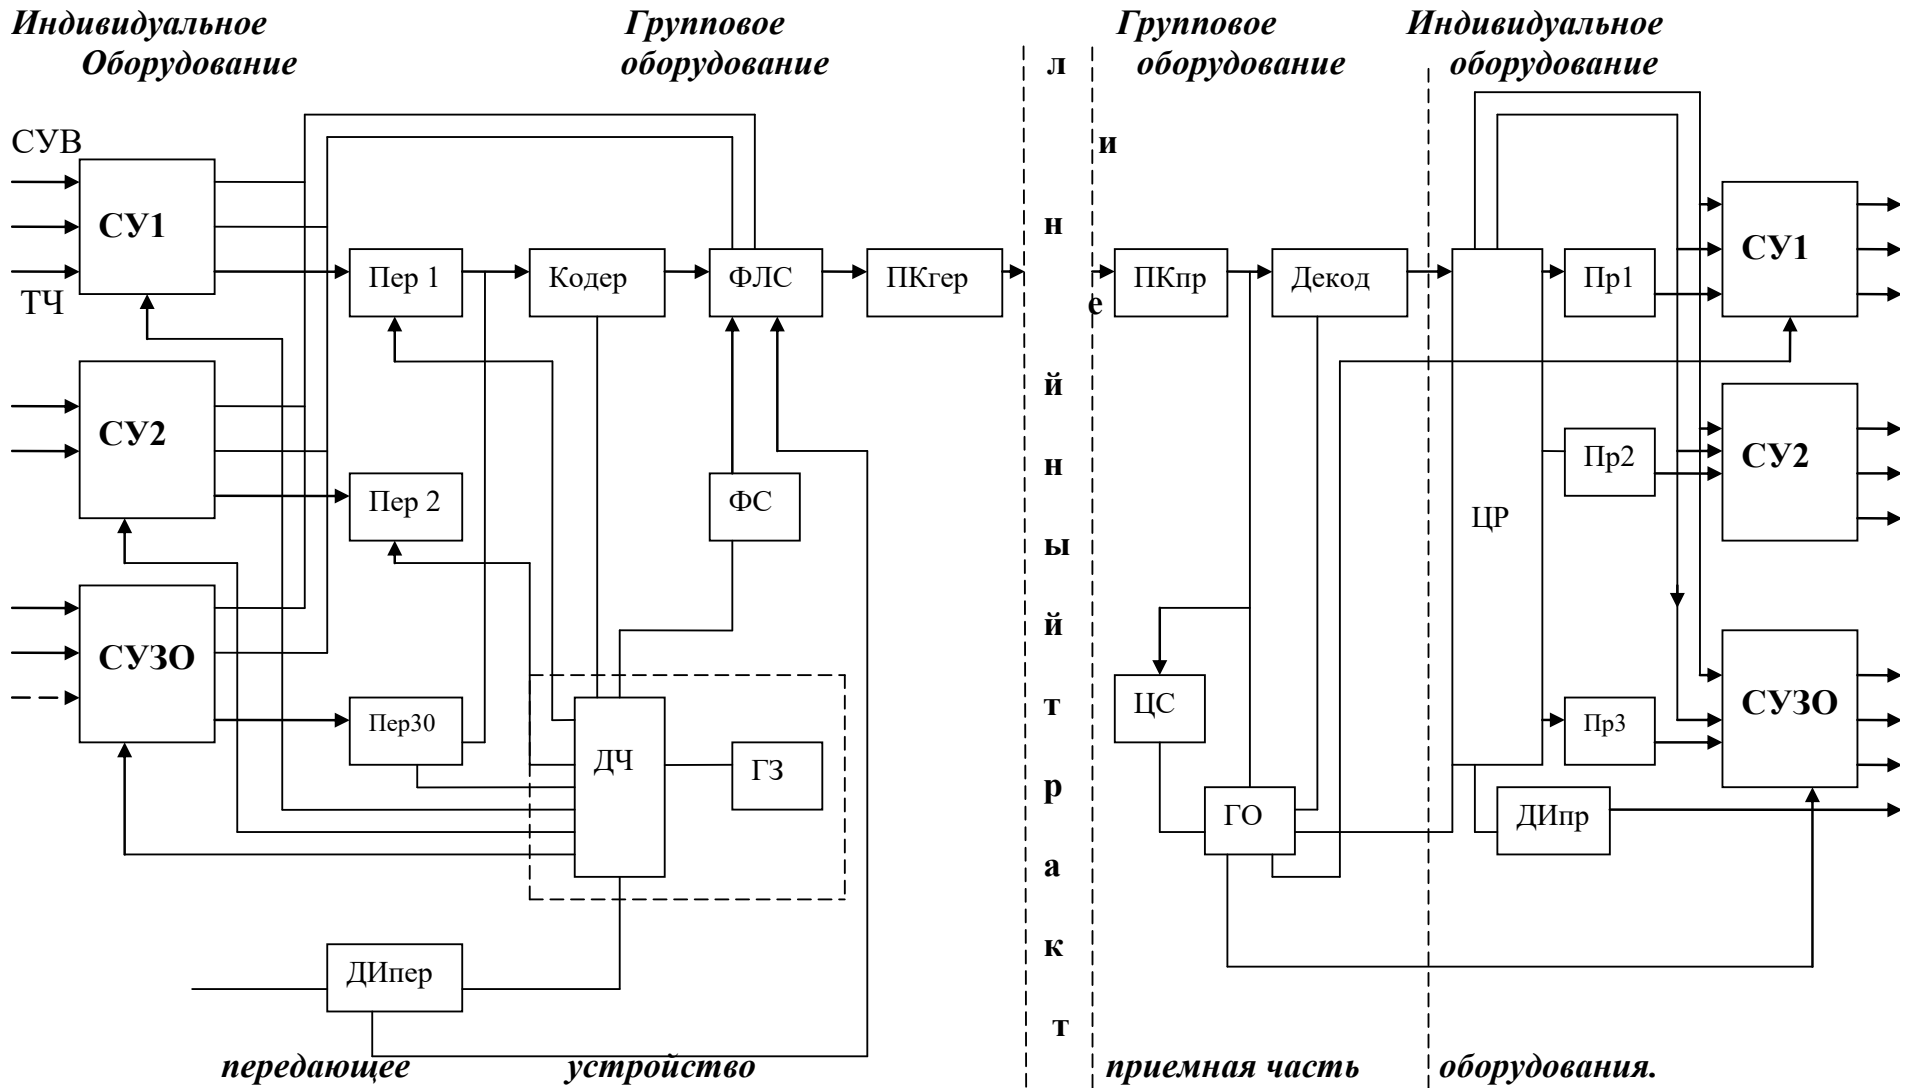 Индивидуальное
Оборудование
Групповое
оборудование
Групповое
оборудование
Индивидуальное
оборудование
СУВ
ТЧ
СУ1
СУ2
СУЗО
Пер 1
Пер 2
Пер30
Кодер
ФЛС
ПКгер
ФС
ДЧ
ГЗ
ДИпер
л
и
н
е
й
н
ы
й
т
р
а
к
т
ПКпр
Декод
ЦС
ГО
ЦР
Пр1
Пр2
Пр3
ДИпр
СУ1
СУ2
СУЗО
передающее устройство
приемная часть оборудования.